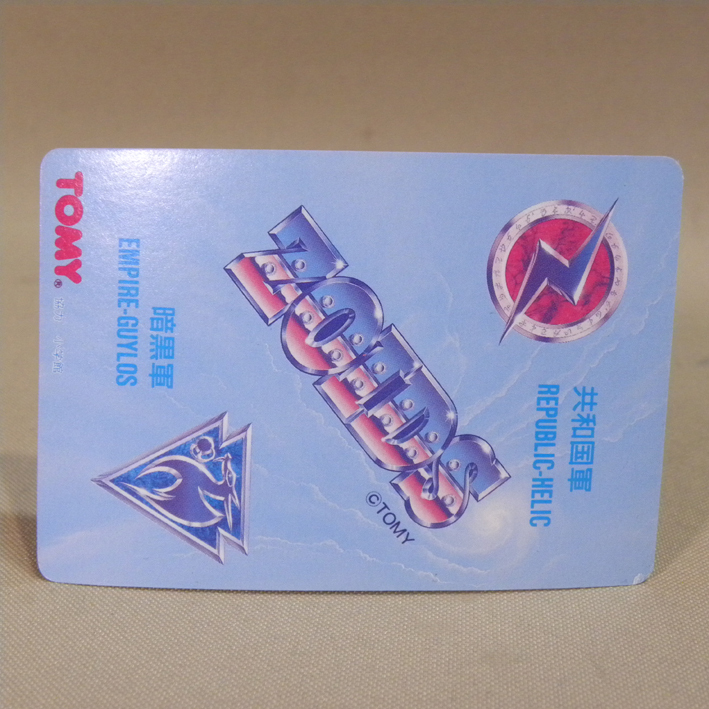 共和国軍
REPUBLIC-HELIC
ZOIDS
©TOMY
暗黒軍
EMPIRE-GUYLOS
TOMY®